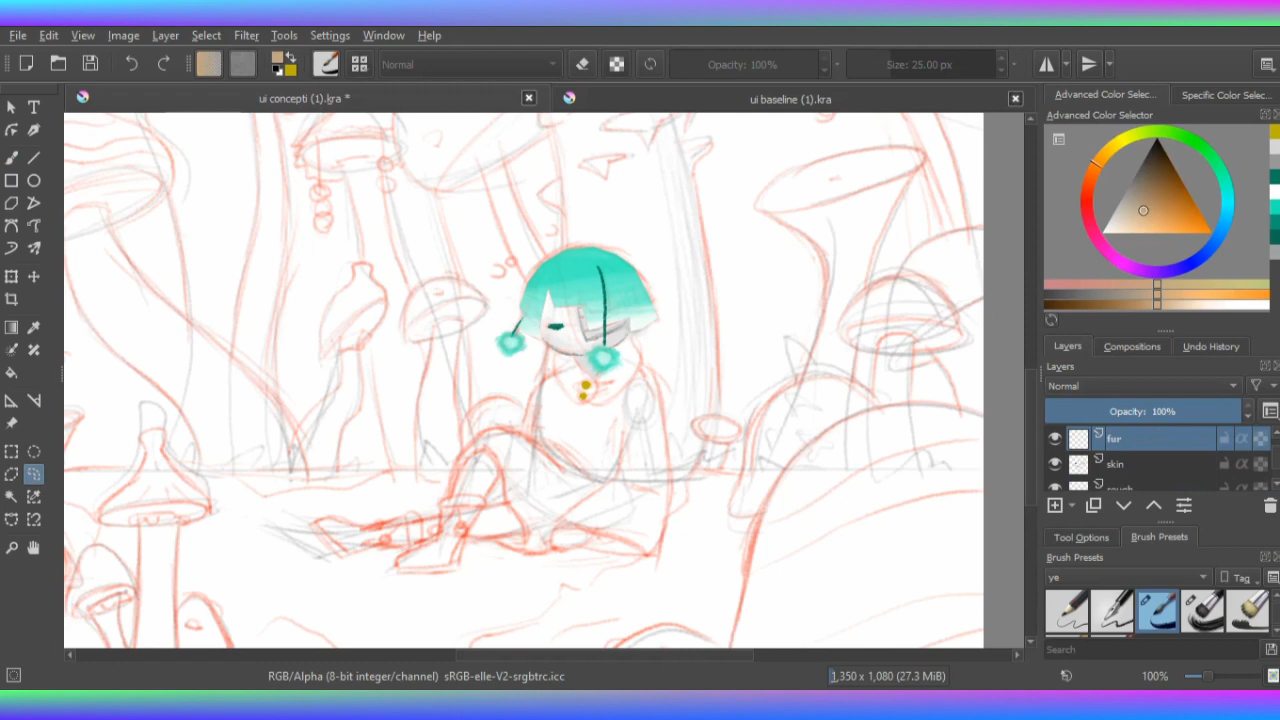 File Edit View Image Layer Select Filter Tools Settings Window Help
Normal Opacity: 100% Size: 25.00 px
ui concepti (1).kra * ui baseline (1).kra
Advanced Color Selec... Specific Color Selec...
Advanced Color Selector
Layers Compositions Undo History
Layers
Normal
Opacity: 100%
fur
skin
rough
Tool Options Brush Presets
Brush Presets
ye Tag
Search
RGB/Alpha (8-bit integer/channel) sRGB-elle-V2-srgbtrc.icc 1,350 x 1,080 (27.3 MiB) 100%